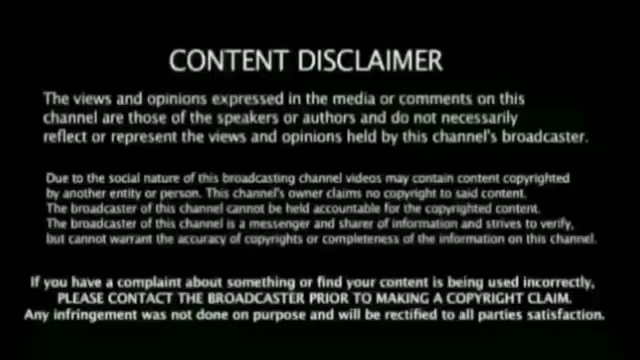 CONTENT DISCLAIMER
The views and opinions expressed in the media or comments on this
channel are those of the speakers or authors and do not necessarily
reflect or represent the views and opinions held by this channel's broadcaster.
Due to the social nature of this broadcasting channel videos may contain content copyrighted
by another entity or person. This channel's owner claims no copyright to said content.
The broadcaster of this channel cannot be held accountable for the copyrighted content.
The broadcaster of this channel is a messenger and sharer of information and strives to verify,
but cannot warrant the accuracy of copyrights or completeness of the information on this channel.
If you have a complaint about something or find your content is being used incorrectly,
PLEASE CONTACT THE BROADCASTER PRIOR TO MAKING A COPYRIGHT CLAIM.
Any infringement was not done on purpose and will be rectified to all parties satisfaction.